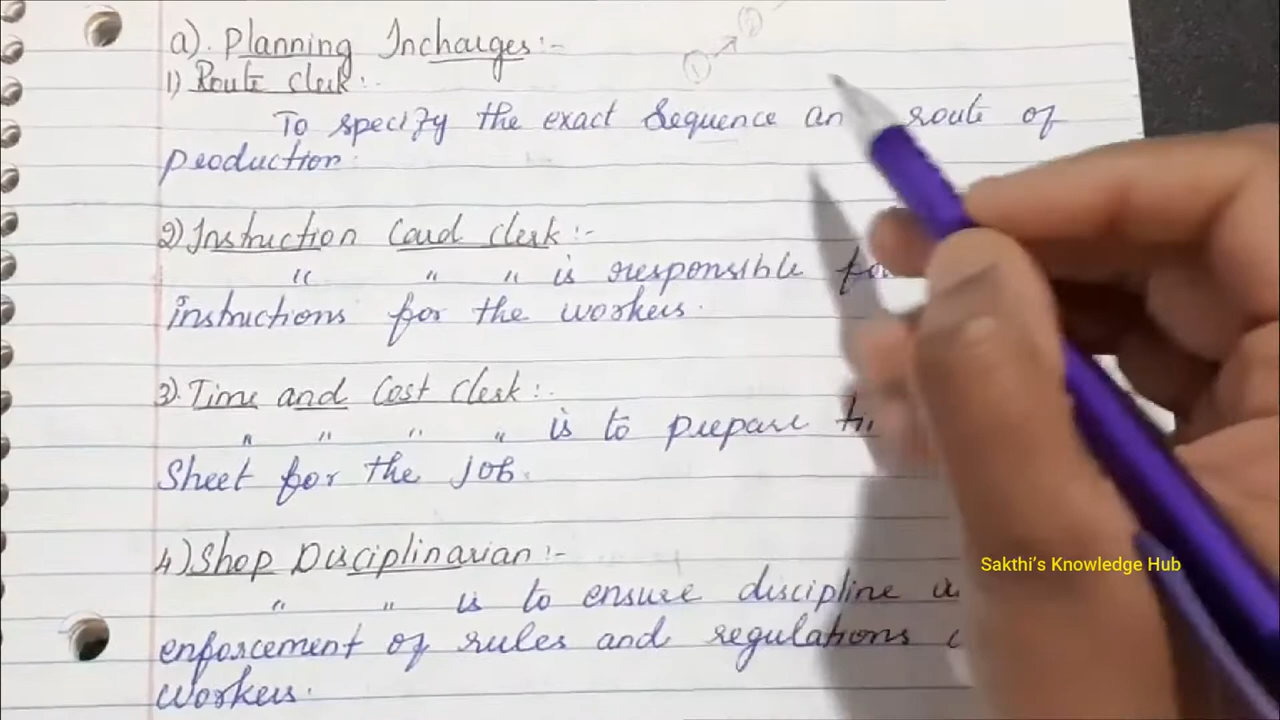 ① → ②
a). Planning Incharges:-
1) Route clerk:-
To specify the exact Sequence an route of
production.
2) Instruction Card clerk:-
" " " is responsible
instructions for the workers.
3). Time and Cost Clerk:-
" " " " is to prepare
Sheet for the job.
4) Shop Disciplinarian:-
" " is to ensure discipline
enforcement of rules and regulations
workers.
Sakthi's Knowledge Hub